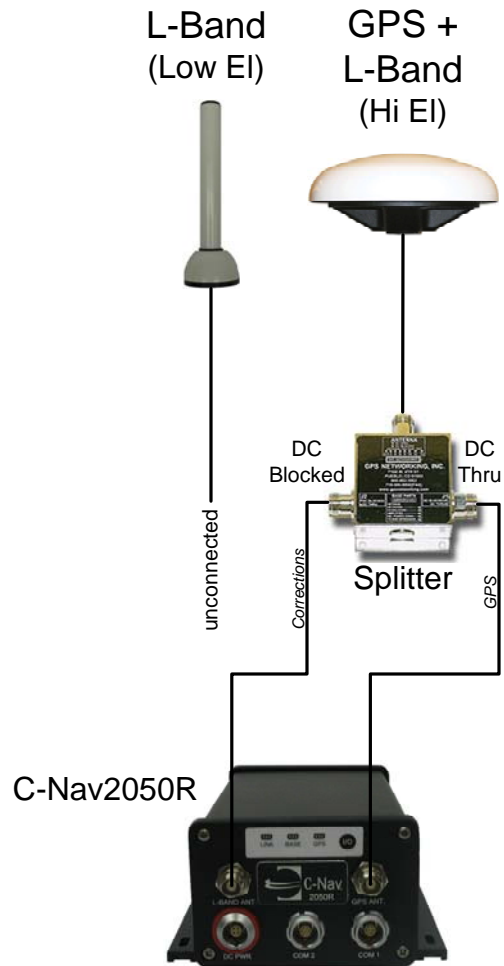 L-Band
(Low El)
GPS +
L-Band
(Hi El)
ANTENNA
GPS NETWORKING, INC.
DC
Blocked
DC
Thru
Splitter
unconnected
Corrections
GPS
C-Nav2050R
LINK
BASE
GPS
I/O
C-Nav
2050R
L-BAND ANT
GPS ANT.
DC PWR
COM 2
COM 1